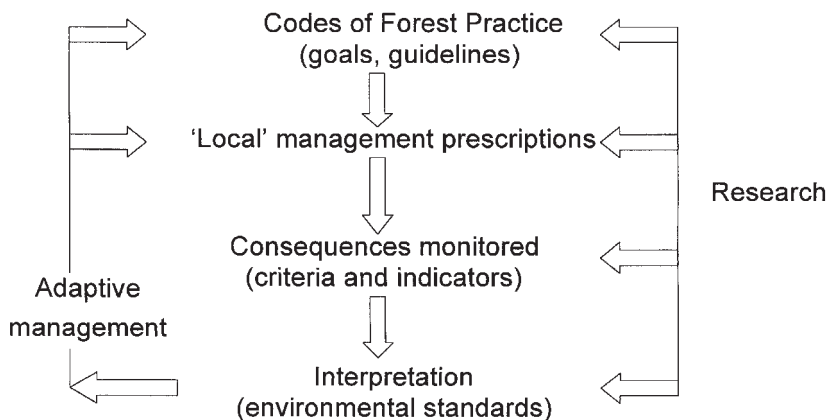 Codes of Forest Practice
(goals, guidelines)
‘Local’ management prescriptions
Research
Consequences monitored
(criteria and indicators)
Adaptive
management
Interpretation
(environmental standards)